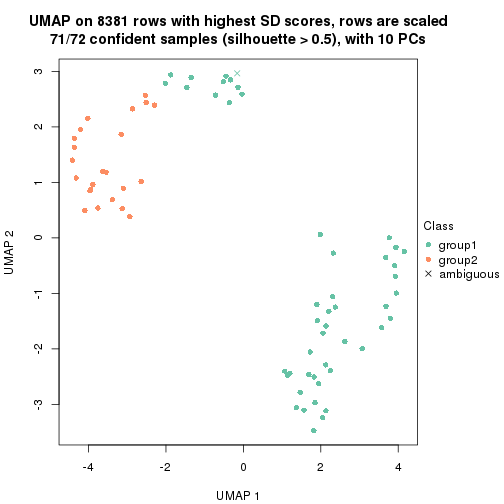 UMAP on 8381 rows with highest SD scores, rows are scaled
71/72 confident samples (silhouette > 0.5), with 10 PCs
3
2
1
0
-1
-2
-3
UMAP 2
-4
-2
0
2
4
UMAP 1
Class
group1
group2
ambiguous